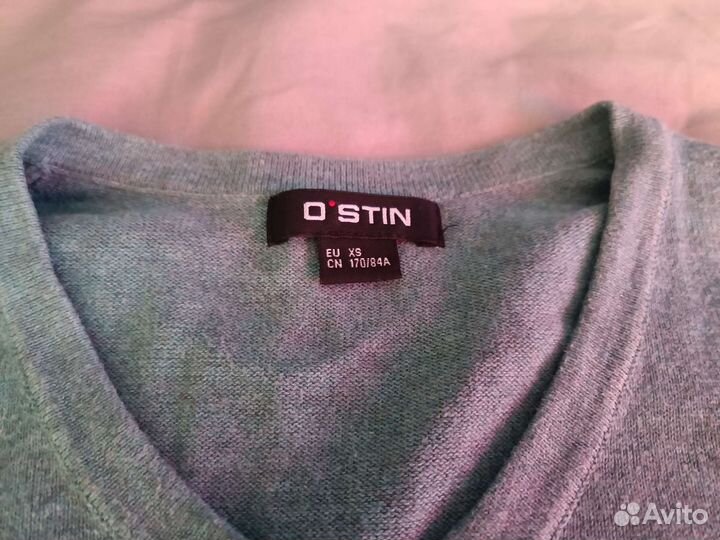 O'STIN
EU XS
CN 170/84A
Avito